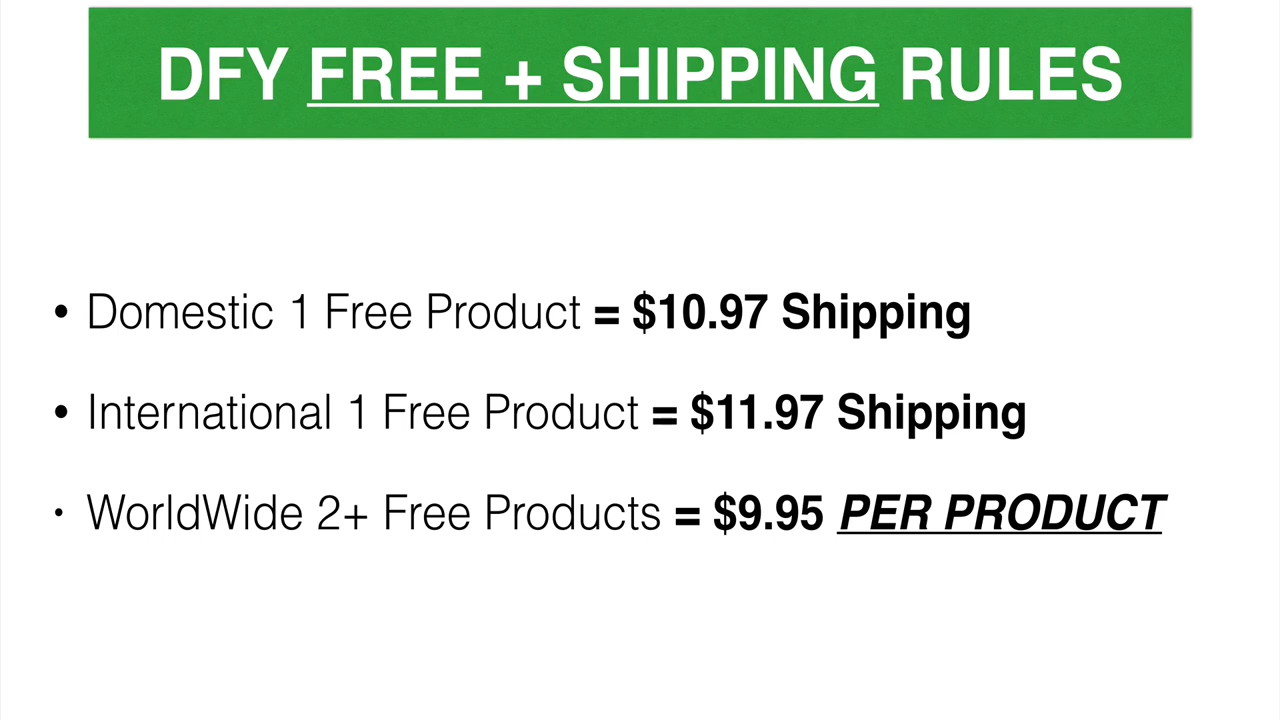 DFY FREE + SHIPPING RULES
• Domestic 1 Free Product = $10.97 Shipping
• International 1 Free Product = $11.97 Shipping
• WorldWide 2+ Free Products = $9.95 PER PRODUCT